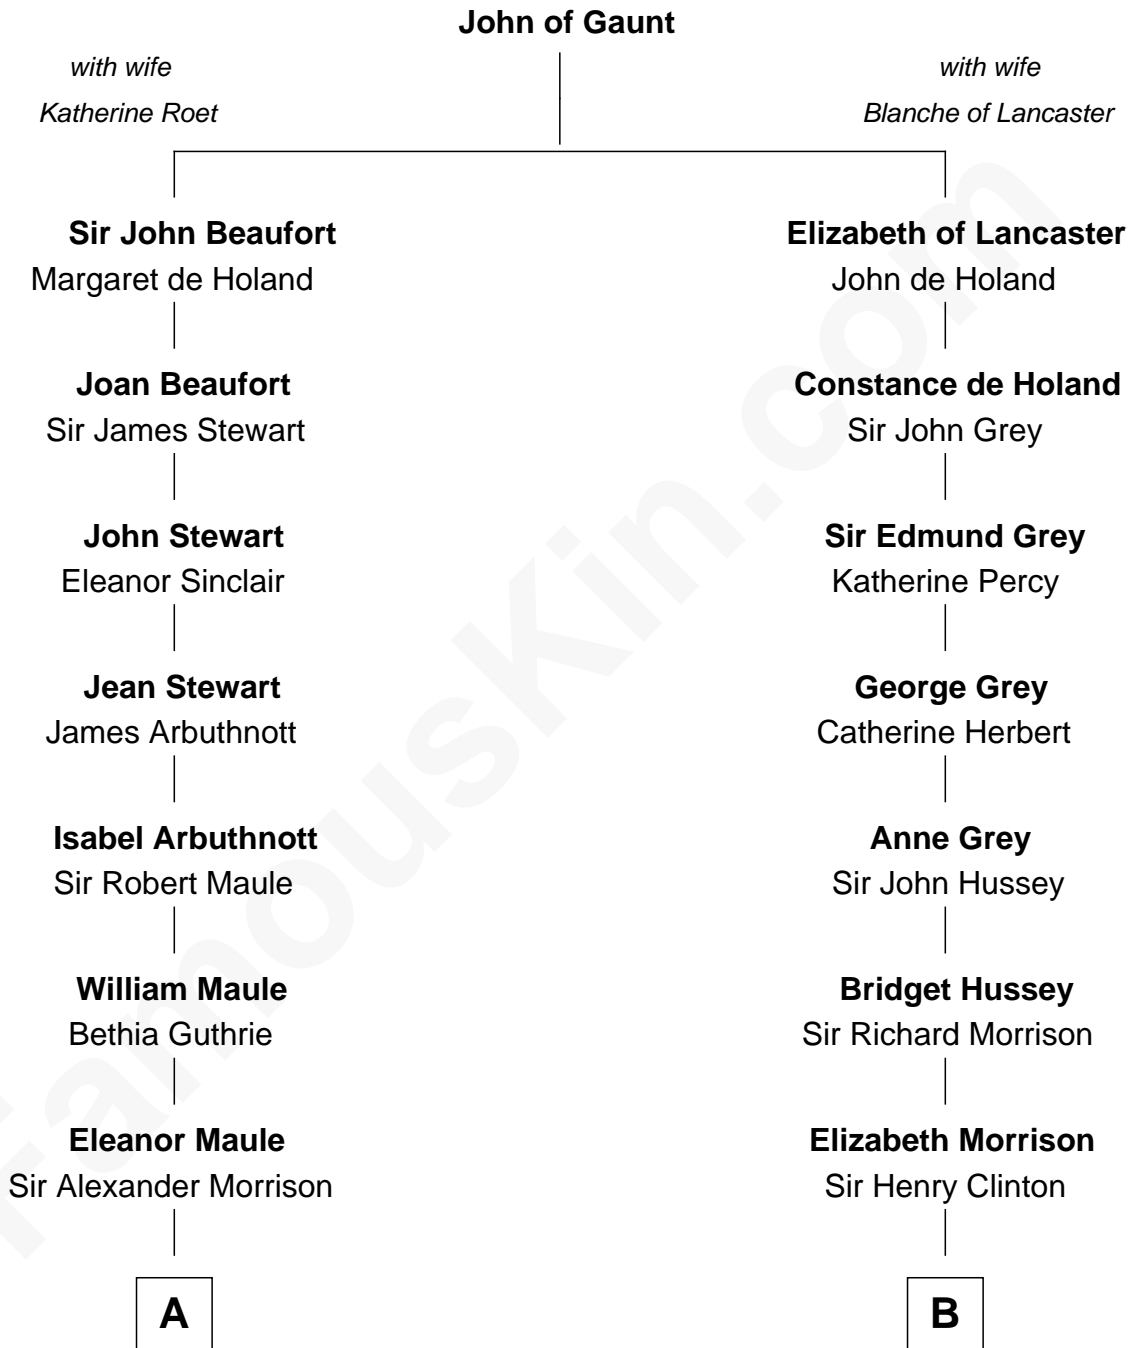 John of Gaunt
with wife
Katherine Roet
with wife
Blanche of Lancaster
Sir John Beaufort
Margaret de Holand
Elizabeth of Lancaster
John de Holand
Joan Beaufort
Sir James Stewart
Constance de Holand
Sir John Grey
John Stewart
Eleanor Sinclair
Sir Edmund Grey
Katherine Percy
Jean Stewart
James Arbuthnott
George Grey
Catherine Herbert
Isabel Arbuthnott
Sir Robert Maule
Anne Grey
Sir John Hussey
William Maule
Bethia Guthrie
Bridget Hussey
Sir Richard Morrison
Eleanor Maule
Sir Alexander Morrison
Elizabeth Morrison
Sir Henry Clinton
A
B
FamousKin.com